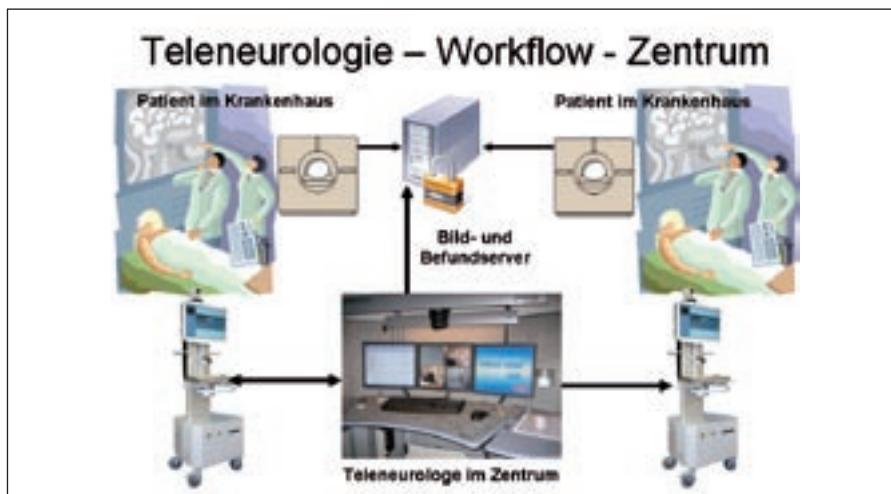 Teleneurologie – Workflow - Zentrum
Patient im Krankenhaus
Patient im Krankenhaus
Bild- und
Befundserver
Teleneurologe im Zentrum